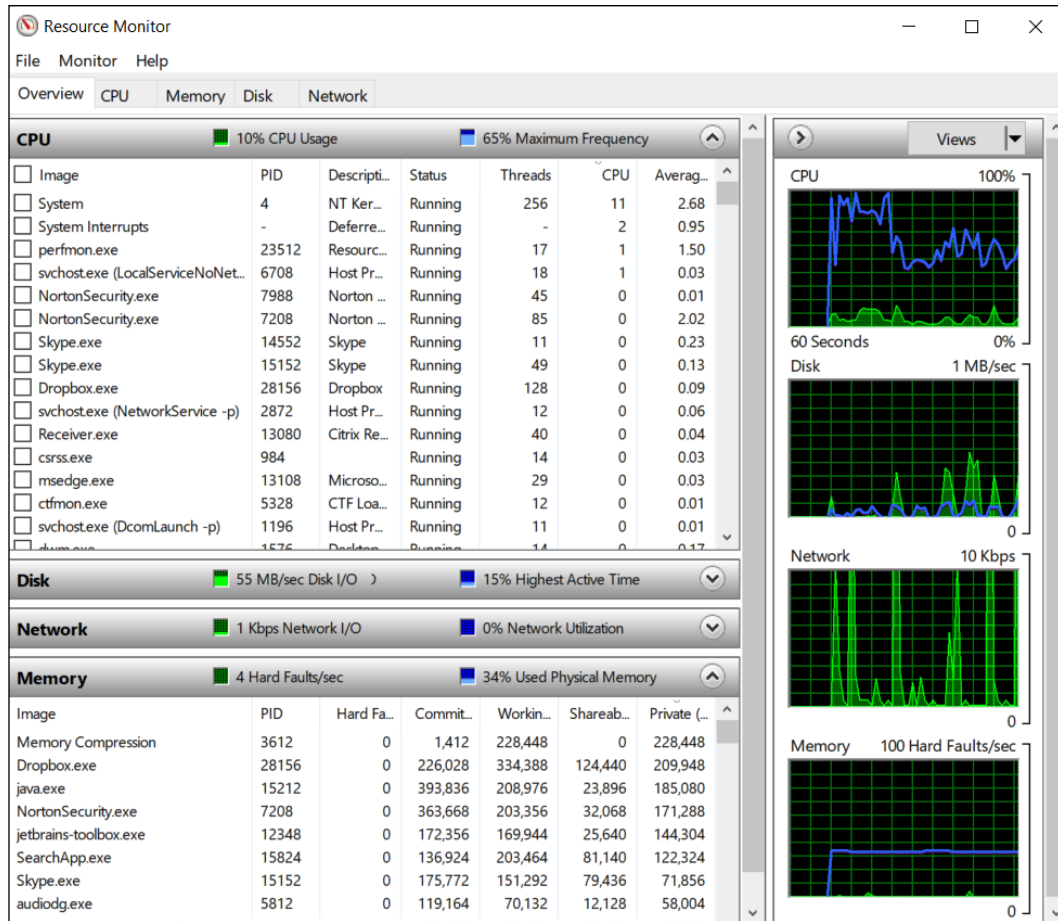 Resource Monitor
File Monitor Help
Overview CPU Memory Disk Network
CPU 10% CPU Usage 65% Maximum Frequency
Image PID Descripti... Status Threads CPU Averag...
System 4 NT Ker... Running 256 11 2.68
System Interrupts - Deferre... Running - 2 0.95
perfmon.exe 23512 Resourc... Running 17 1 1.50
svchost.exe (LocalServiceNoNet... 6708 Host Pr... Running 18 1 0.03
NortonSecurity.exe 7988 Norton ... Running 45 0 0.01
NortonSecurity.exe 7208 Norton ... Running 85 0 2.02
Skype.exe 14552 Skype Running 11 0 0.23
Skype.exe 15152 Skype Running 49 0 0.13
Dropbox.exe 28156 Dropbox Running 128 0 0.09
svchost.exe (NetworkService -p) 2872 Host Pr... Running 12 0 0.06
Receiver.exe 13080 Citrix Re... Running 40 0 0.04
csrss.exe 984 Running 14 0 0.03
msedge.exe 13108 Microso... Running 29 0 0.03
ctfmon.exe 5328 CTF Loa... Running 12 0 0.01
svchost.exe (DcomLaunch -p) 1196 Host Pr... Running 11 0 0.01
dwm.exe 1576 Desktop Running 14 0 0.17
Disk 55 MB/sec Disk I/O ) 15% Highest Active Time
Network 1 Kbps Network I/O 0% Network Utilization
Memory 4 Hard Faults/sec 34% Used Physical Memory
Image PID Hard Fa... Commit... Workin... Shareab... Private (...
Memory Compression 3612 0 1,412 228,448 0 228,448
Dropbox.exe 28156 0 226,028 334,388 124,440 209,948
java.exe 15212 0 393,836 208,976 23,896 185,080
NortonSecurity.exe 7208 0 363,668 203,356 32,068 171,288
jetbrains-toolbox.exe 12348 0 172,356 169,944 25,640 144,304
SearchApp.exe 15824 0 136,924 203,464 81,140 122,324
Skype.exe 15152 0 175,772 151,292 79,436 71,856
audiodg.exe 5812 0 119,164 70,132 12,128 58,004
Views
CPU 100%
60 Seconds 0%
Disk 1 MB/sec
0
Network 10 Kbps
0
Memory 100 Hard Faults/sec
0